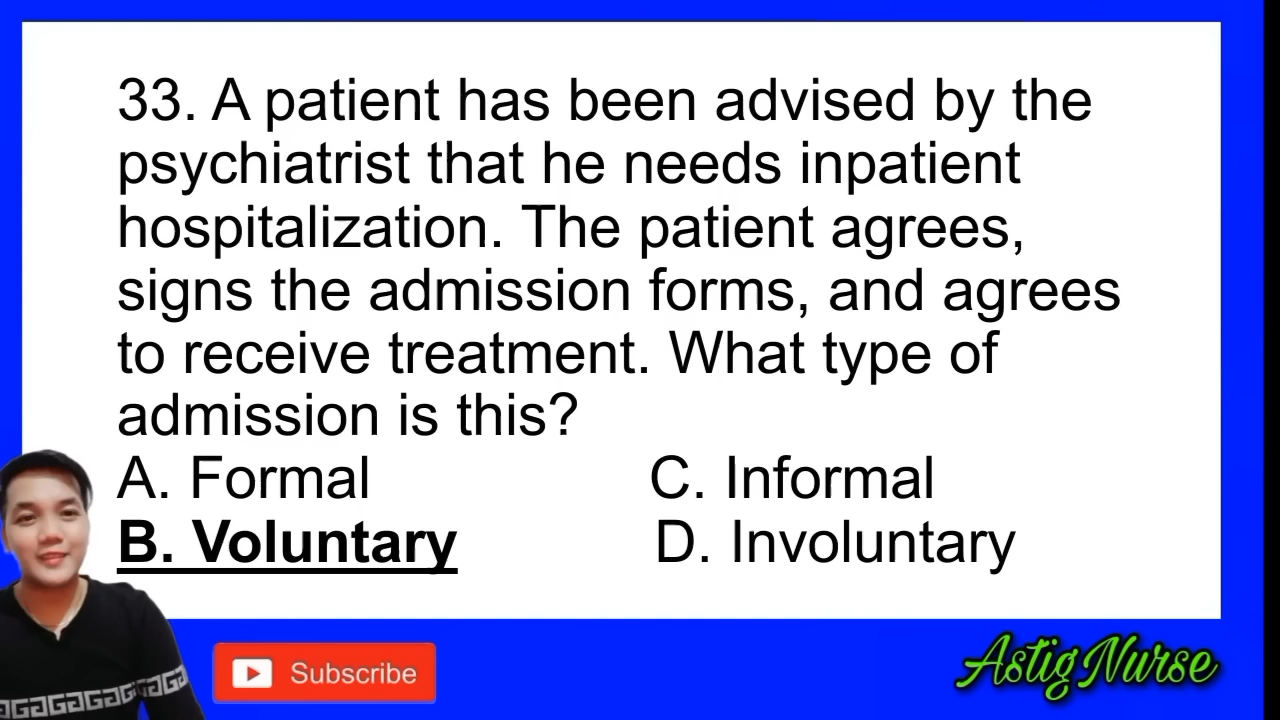 33. A patient has been advised by the
psychiatrist that he needs inpatient
hospitalization. The patient agrees,
signs the admission forms, and agrees
to receive treatment. What type of
admission is this?
A. Formal C. Informal
B. Voluntary D. Involuntary
Subscribe
Astig Nurse